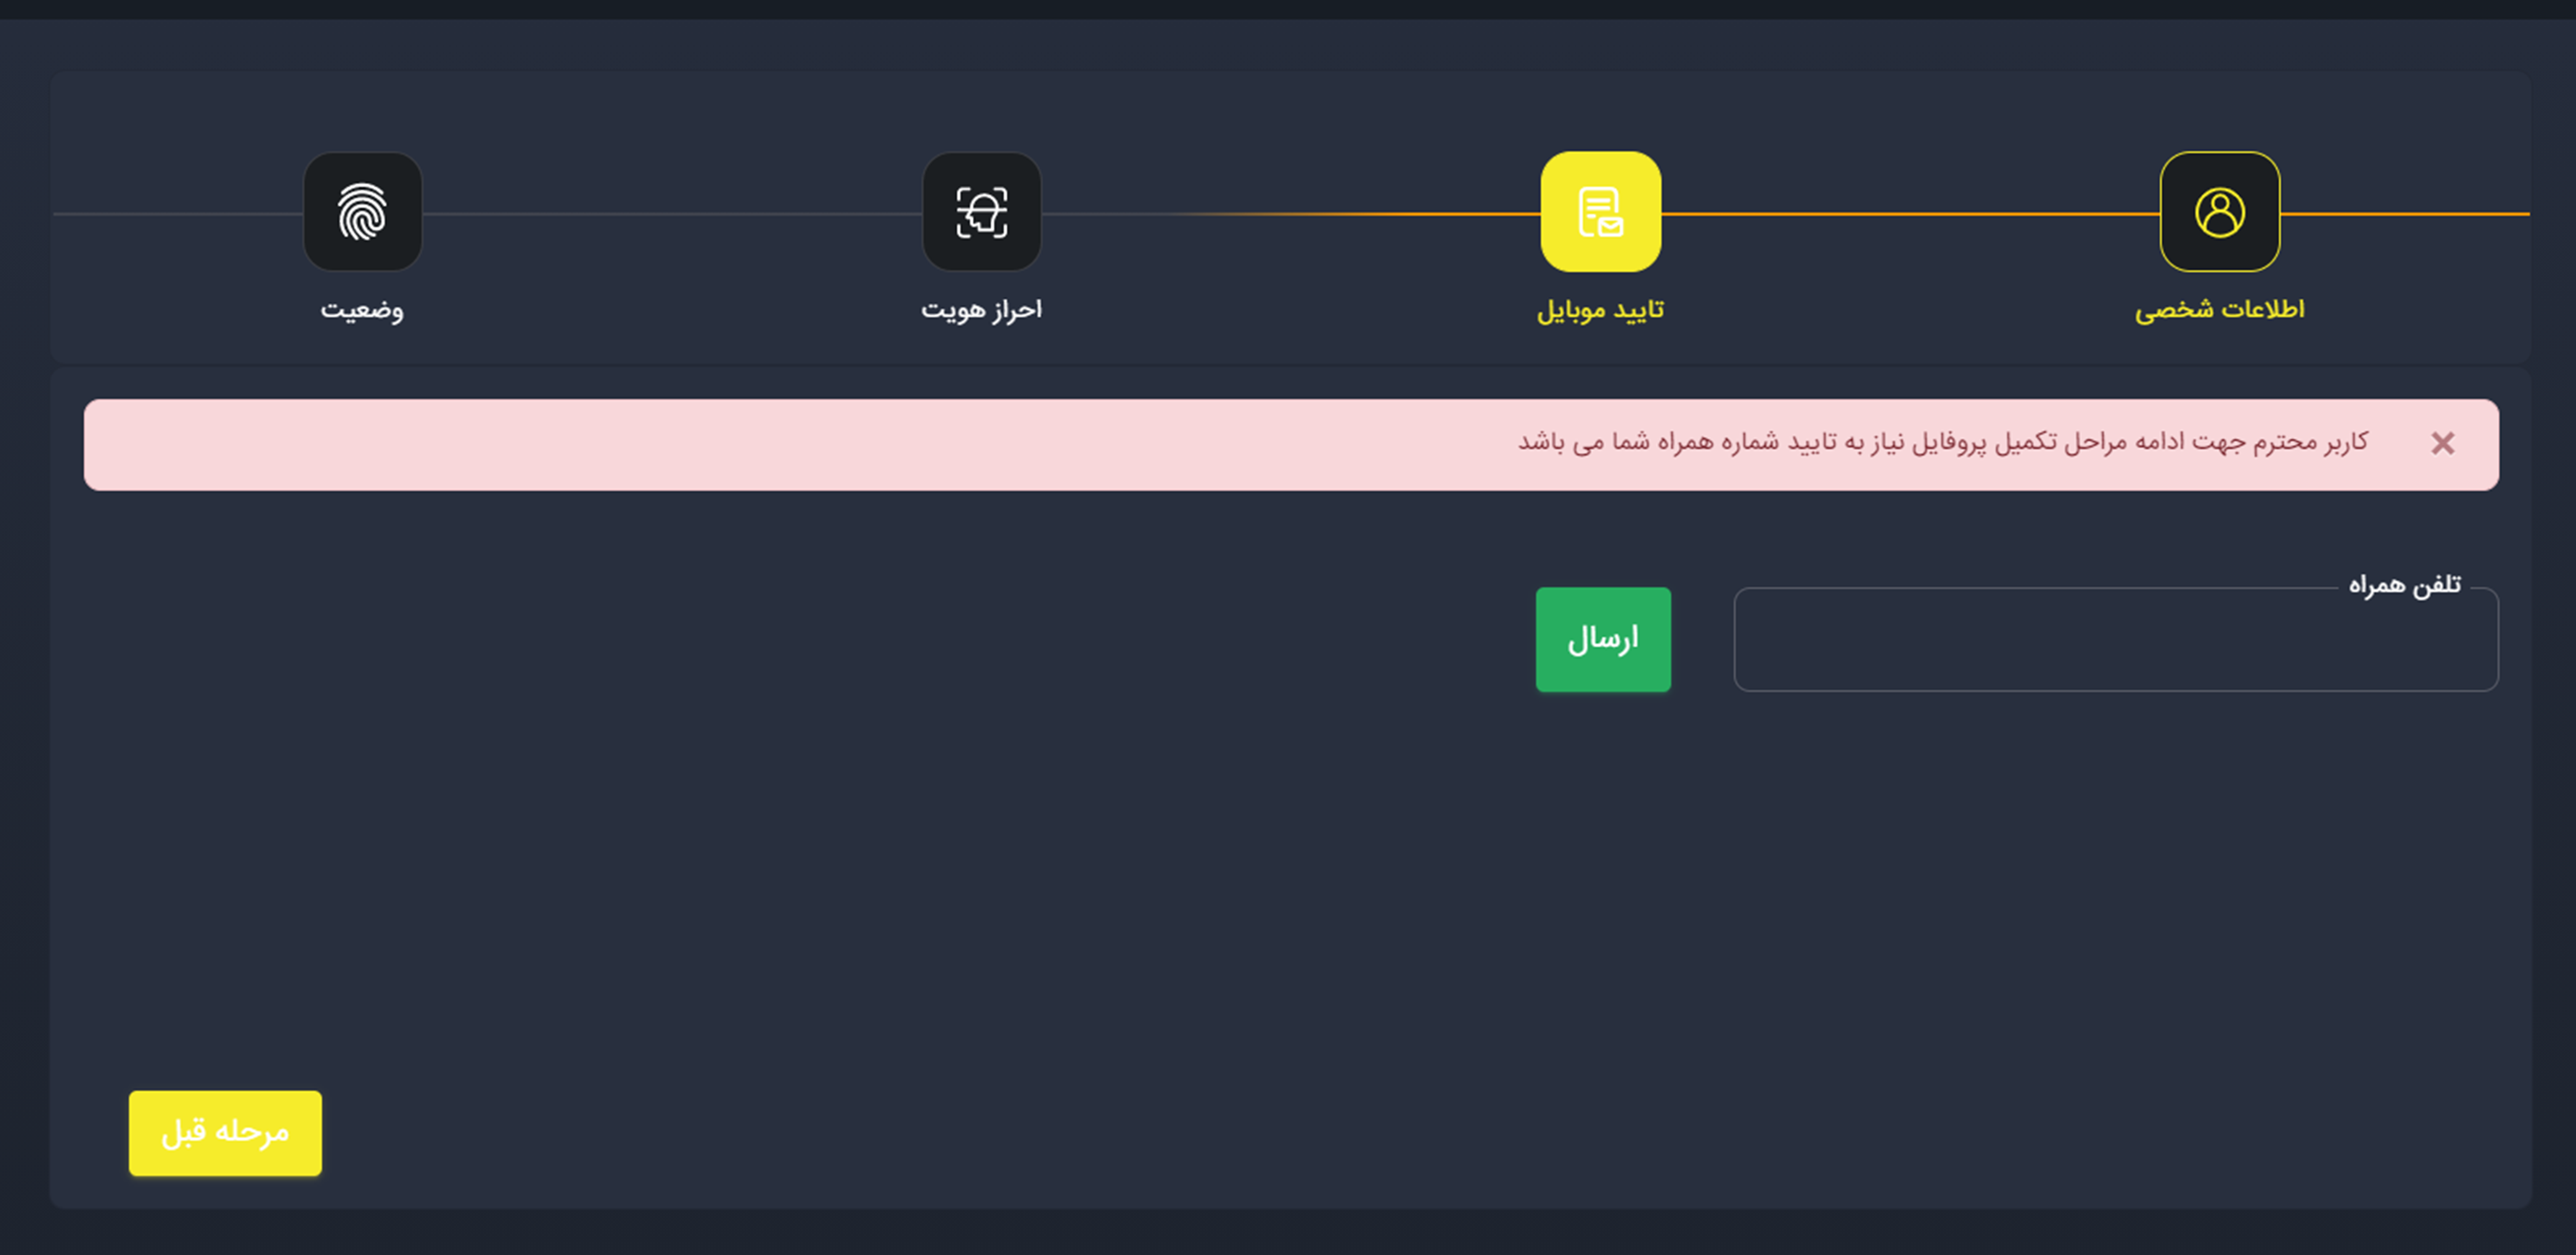 اطلاعات شخصی
تایید موبایل
احراز هویت
وضعیت
کاربر محترم جهت ادامه مراحل تکمیل پروفایل نیاز به تایید شماره همراه شما می باشد
تلفن همراه
ارسال
مرحله قبل